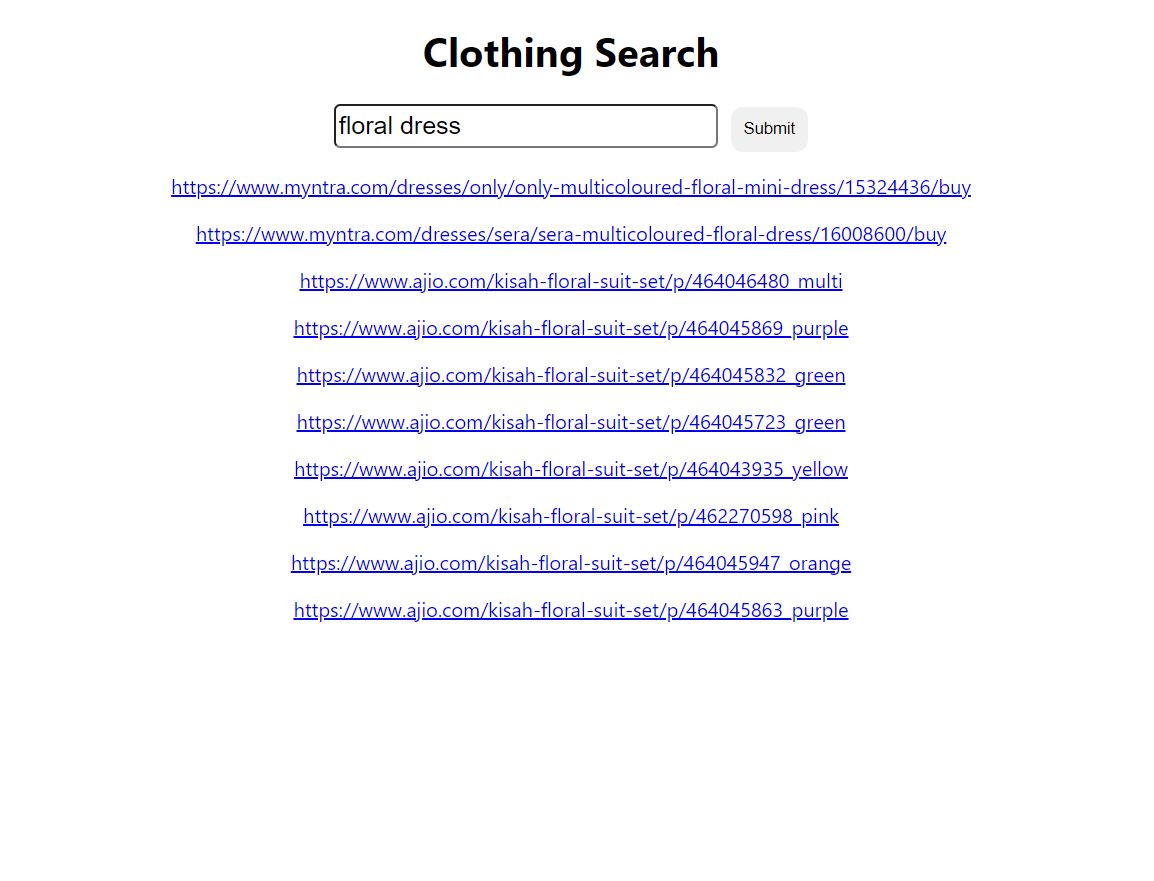 Clothing Search
floral dress
Submit
https://www.myntra.com/dresses/only/only-multicoloured-floral-mini-dress/15324436/buy
https://www.myntra.com/dresses/sera/sera-multicoloured-floral-dress/16008600/buy
https://www.ajio.com/kisah-floral-suit-set/p/464046480_multi
https://www.ajio.com/kisah-floral-suit-set/p/464045869_purple
https://www.ajio.com/kisah-floral-suit-set/p/464045832_green
https://www.ajio.com/kisah-floral-suit-set/p/464045723_green
https://www.ajio.com/kisah-floral-suit-set/p/464043935_yellow
https://www.ajio.com/kisah-floral-suit-set/p/462270598_pink
https://www.ajio.com/kisah-floral-suit-set/p/464045947_orange
https://www.ajio.com/kisah-floral-suit-set/p/464045863_purple